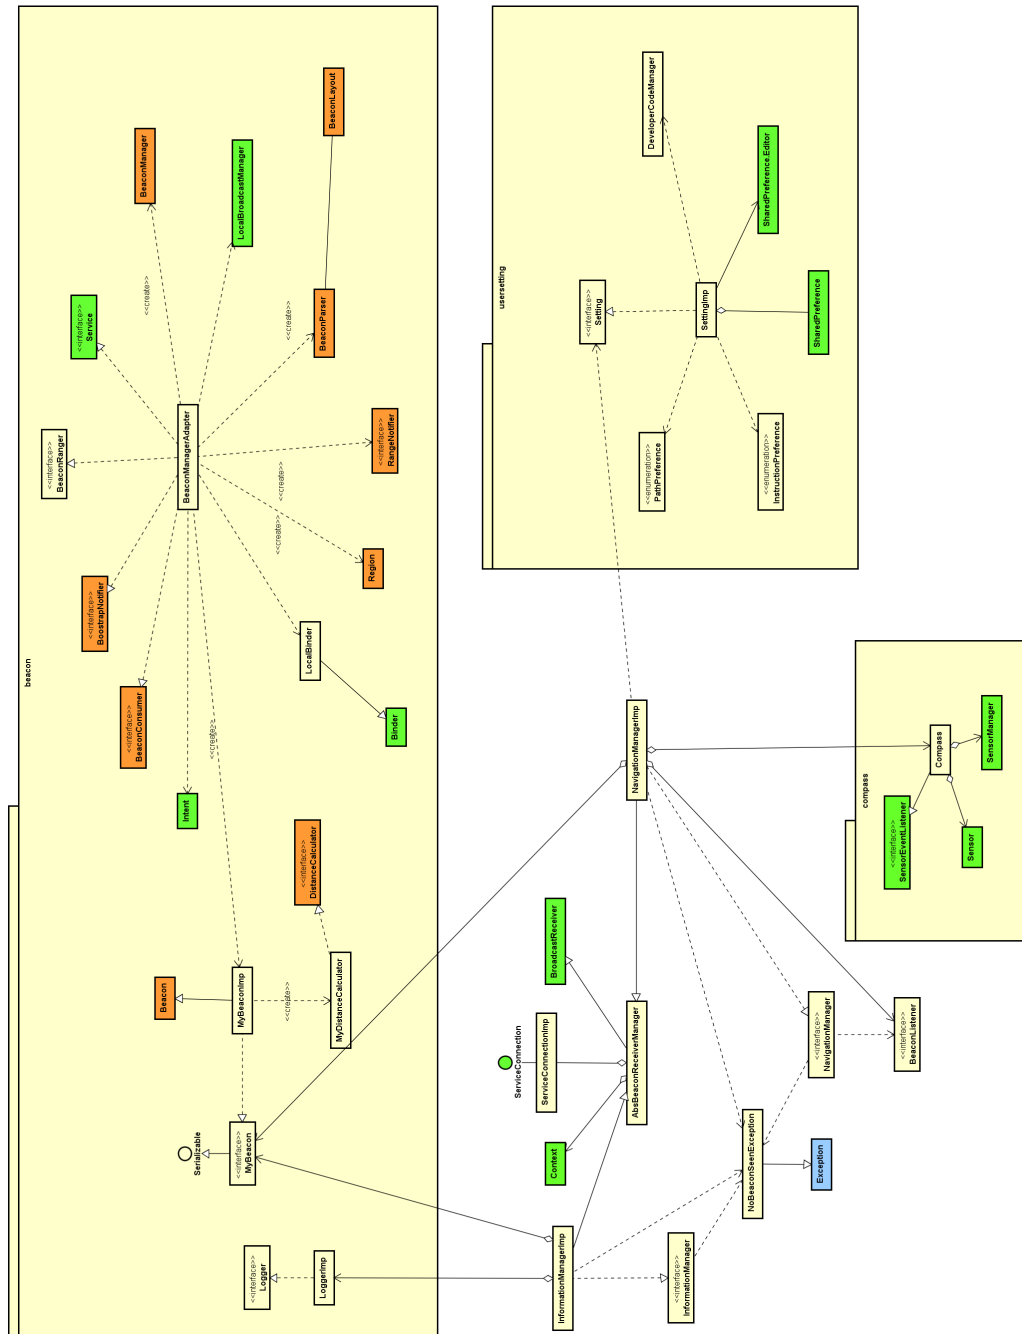 beacon
BeaconLayout
BeaconManager
LocalBroadcastManager
<<create>>
<<interface>>
Service
<<create>>
BeaconParser
<<interface>>
BeaconRanger
BeaconManagerAdapter
<<interface>>
RangeNotifier
<<create>>
<<create>>
Region
<<interface>>
BoostrapNotifier
LocalBinder
<<interface>>
BeaconConsumer
Binder
<<create>>
Intent
<<interface>>
DistanceCalculator
Beacon
MyBeaconImp
<<create>>
MyDistanceCalculator
Serializable
<<interface>>
MyBeacon
<<interface>>
Logger
LoggerImp
usersetting
DeveloperCodeManager
SharedPreference.Editor
<<interface>>
Setting
SettingImp
SharedPreference
<<enumeration>>
PathPreference
<<enumeration>>
InstructionPreference
NavigationManagerImp
compass
Compass
SensorManager
<<interface>>
SensorEventListener
Sensor
BroadcastReceiver
ServiceConnection
ServiceConnectionImp
AbsBeaconReceiverManager
Context
<<interface>>
NavigationManager
<<interface>>
BeaconListener
NoBeaconSeenException
Exception
InformationManagerImp
<<interface>>
InformationManager